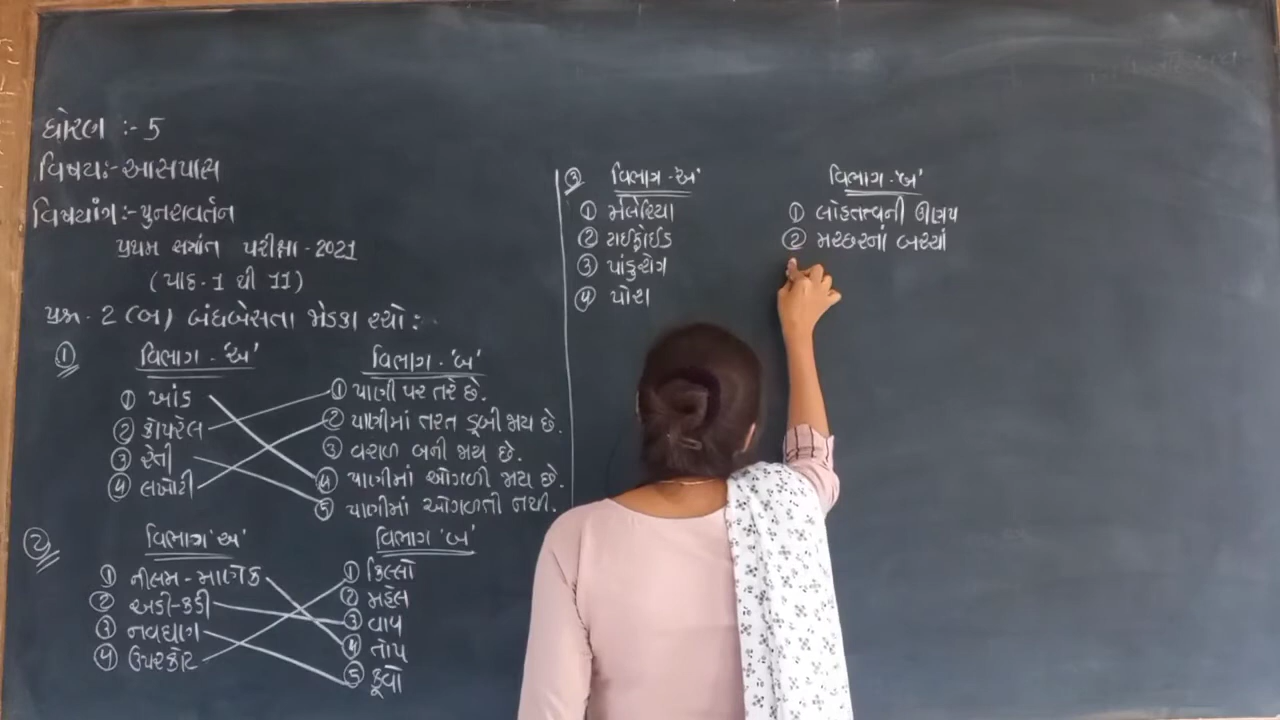 ધોરણ :- 5
વિષય:- આસપાસ
વિષયાંગ:- પુનરાવર્તન
પ્રથમ સત્રાંત પરીક્ષા - 2021
(પાઠ - 1 થી 11)
પ્રશ્ન - 2 (બ) બંધબેસતા જોડકા રચો :
①
વિભાગ - 'અ' વિભાગ - 'બ'
① ખાંડ ① પાણી પર તરે છે.
② કોપરેલ ② પાણીમાં તરત ડૂબી જાય છે.
③ રેતી ③ વરાળ બની જાય છે.
④ લખોટી ④ પાણીમાં ઓગળી જાય છે.
⑤ પાણીમાં ઓગળતી નથી.
②
વિભાગ 'અ' વિભાગ 'બ'
① નીલમ - માણેક ① કિલ્લો
② અડી-કડી ② મહેલ
③ નવઘણ ③ વાવ
④ ઉપરકોટ ④ તોપ
⑤ કૂવો
③ વિભાગ - 'અ' વિભાગ - 'બ'
① મેલેરિયા ① લોહતત્વની ઊણપ
② ટાઈફોઈડ ② મચ્છરનાં બચ્ચાં
③ પાંડુરોગ
④ પોરા